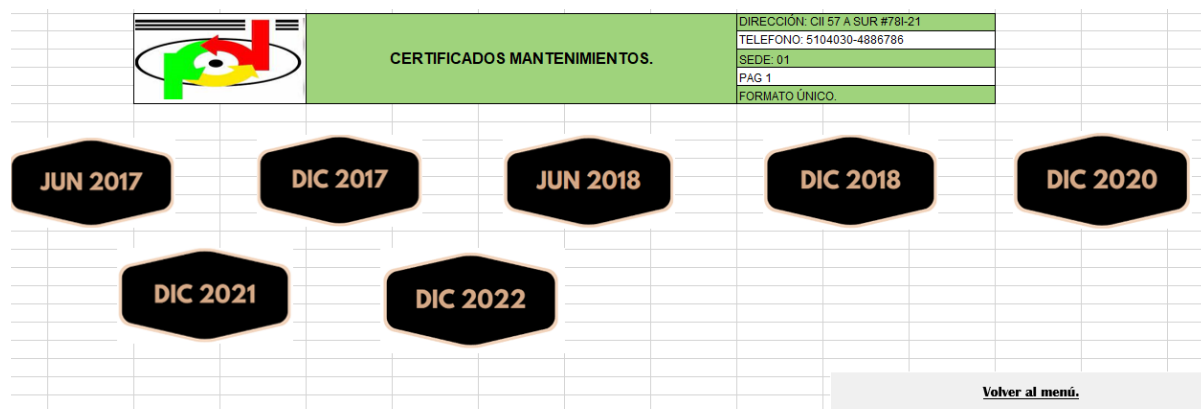 CERTIFICADOS MANTENIMIENTOS.
DIRECCIÓN: Cll 57 A SUR #78I-21
TELEFONO: 5104030-4886786
SEDE: 01
PAG 1
FORMATO ÚNICO.
JUN 2017
DIC 2017
JUN 2018
DIC 2018
DIC 2020
DIC 2021
DIC 2022
Volver al menú.